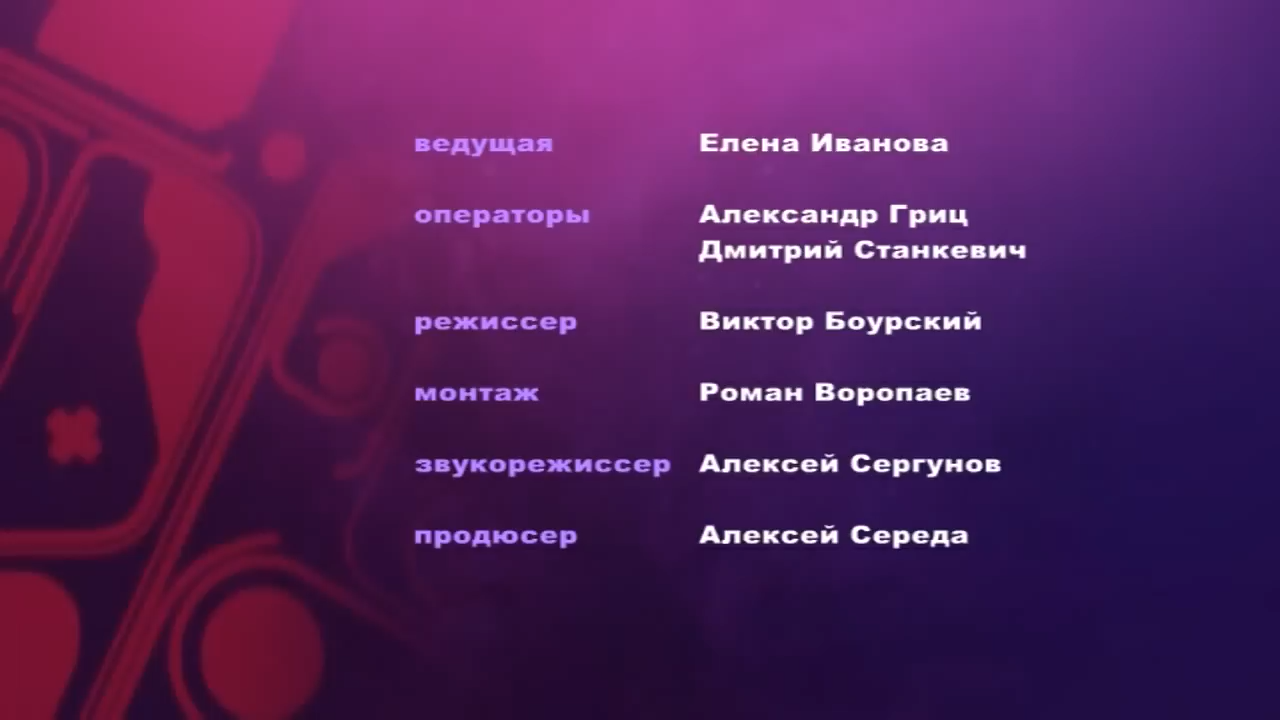 ведущая Елена Иванова
операторы Александр Гриц
Дмитрий Станкевич
режиссер Виктор Боурский
монтаж Роман Воропаев
звукорежиссер Алексей Сергунов
продюсер Алексей Середа